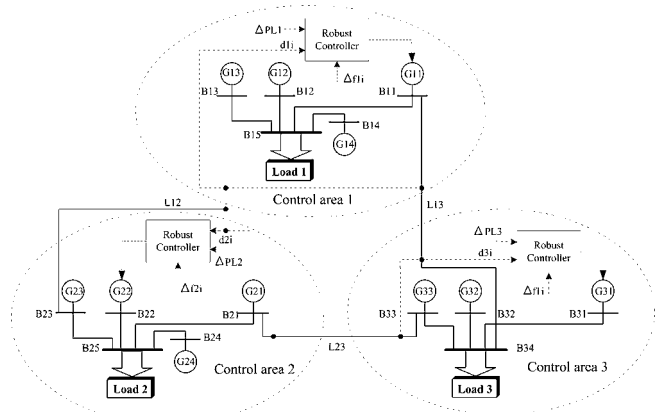 ΔPL1
d1i
Robust
Controller
Δf1i
G13
G12
G11
B13
B12
B11
B15
B14
G14
Load 1
Control area 1
L12
L13
Robust
Controller
d2i
ΔPL2
Δf2i
ΔPL3
d3i
Robust
Controller
Δf1i
G23
G22
G21
B23
B22
B21
B25
B24
G24
Load 2
Control area 2
L23
G33
G32
G31
B33
B32
B31
B34
Load 3
Control area 3